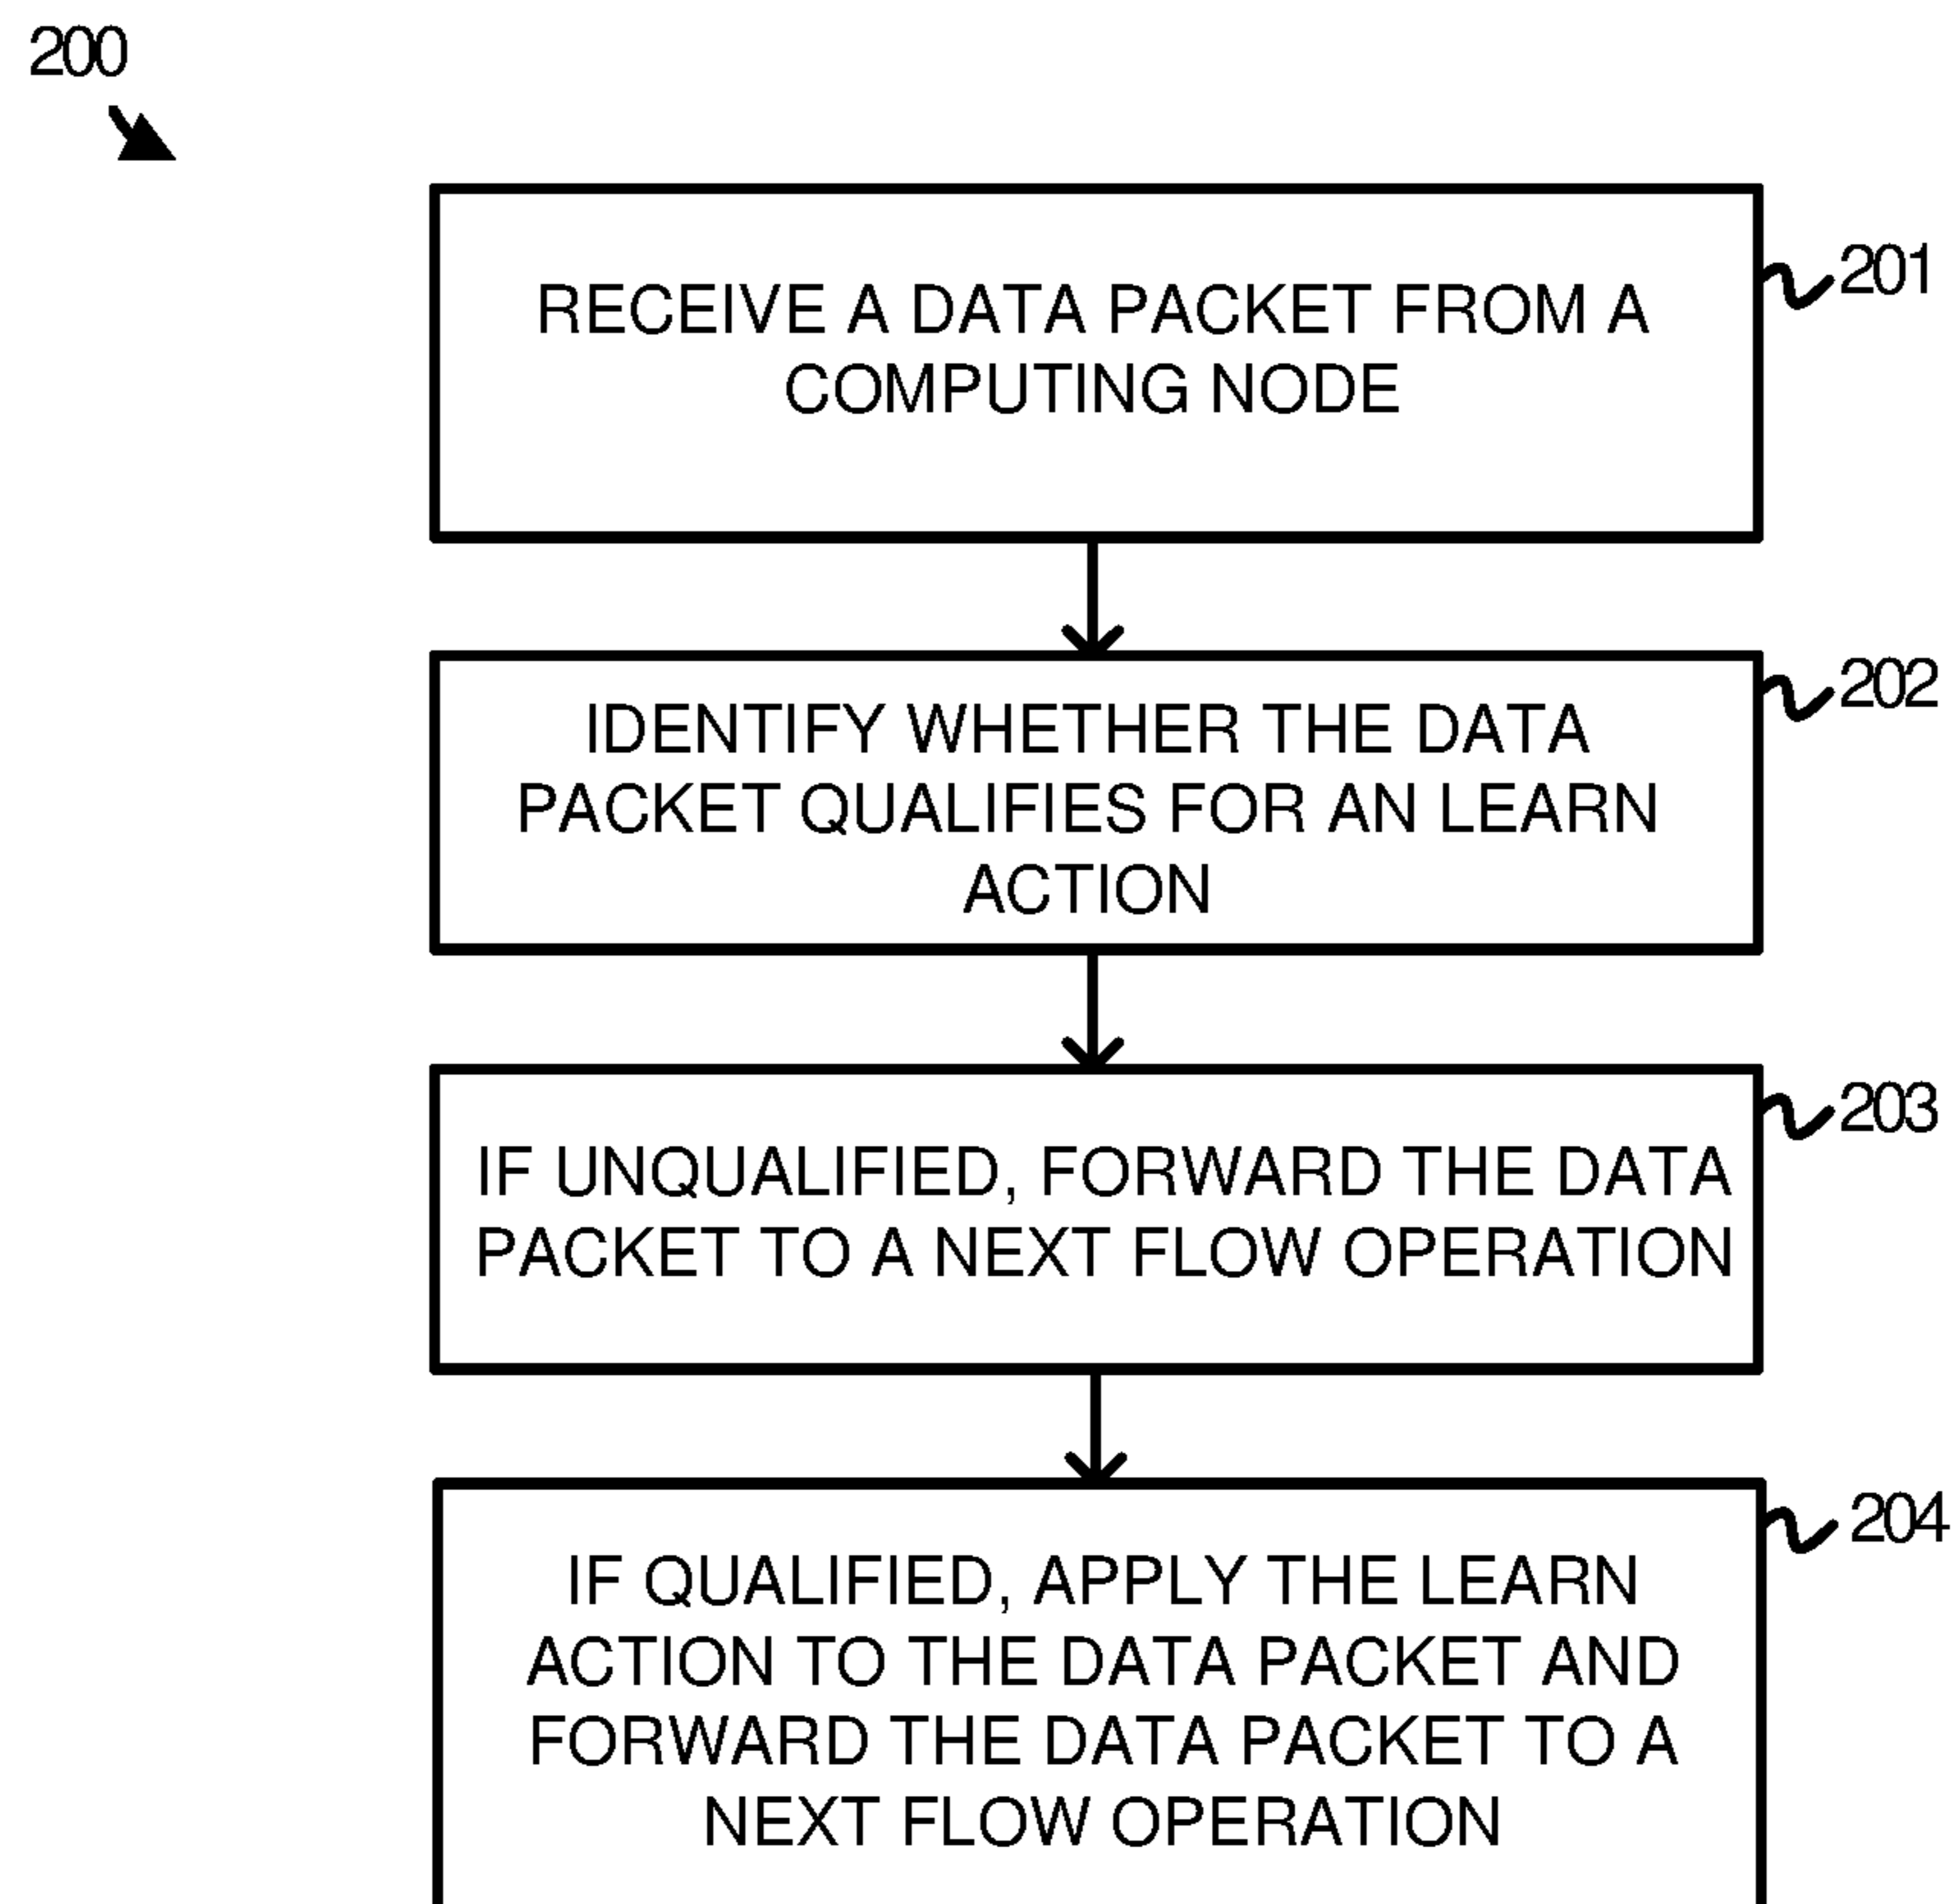 200
RECEIVE A DATA PACKET FROM A
COMPUTING NODE
201
IDENTIFY WHETHER THE DATA
PACKET QUALIFIES FOR AN LEARN
ACTION
202
IF UNQUALIFIED, FORWARD THE DATA
PACKET TO A NEXT FLOW OPERATION
203
IF QUALIFIED, APPLY THE LEARN
ACTION TO THE DATA PACKET AND
FORWARD THE DATA PACKET TO A
NEXT FLOW OPERATION
204